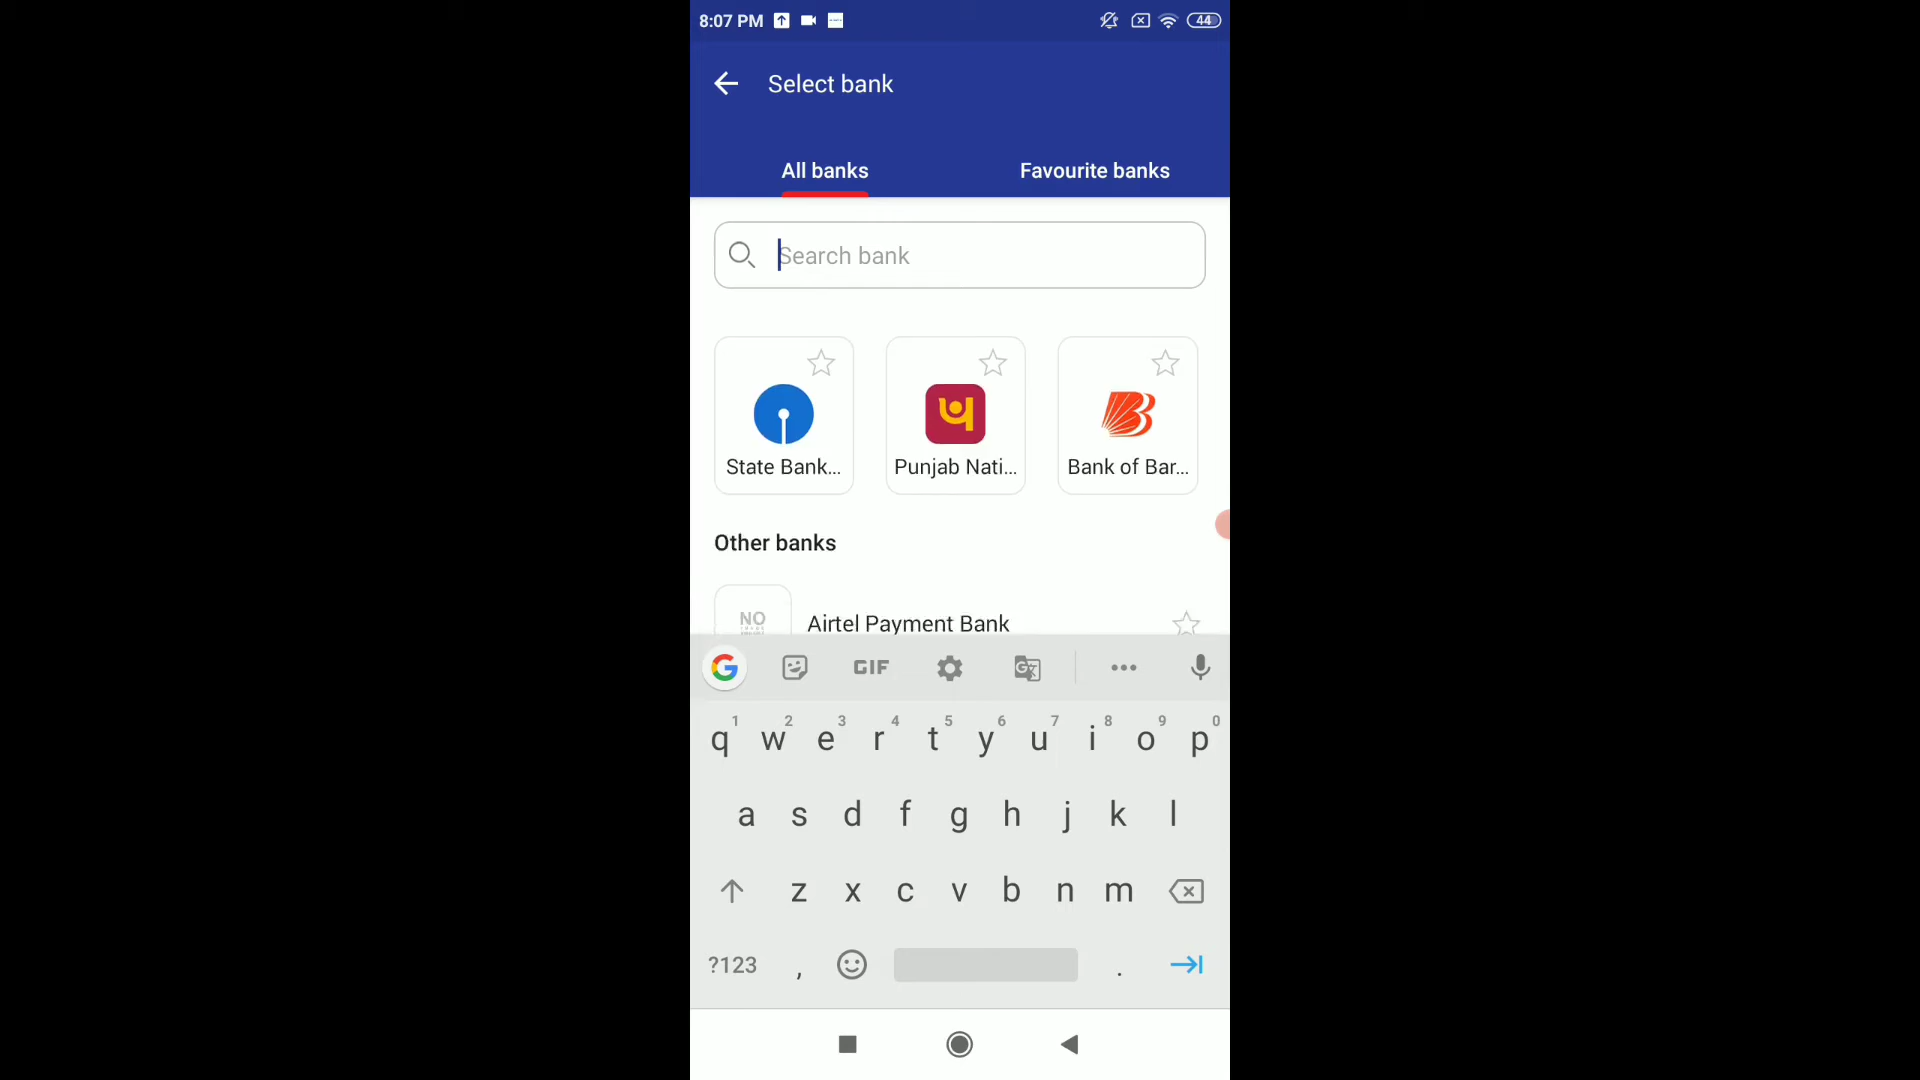 8:07 PM
44
Select bank
All banks
Favourite banks
Search bank
State Bank...
Punjab Nati...
Bank of Bar...
Other banks
NO
Airtel Payment Bank
GIF
1 2 3 4 5 6 7 8 9 0
q w e r t y u i o p
a s d f g h j k l
z x c v b n m
?123 , .